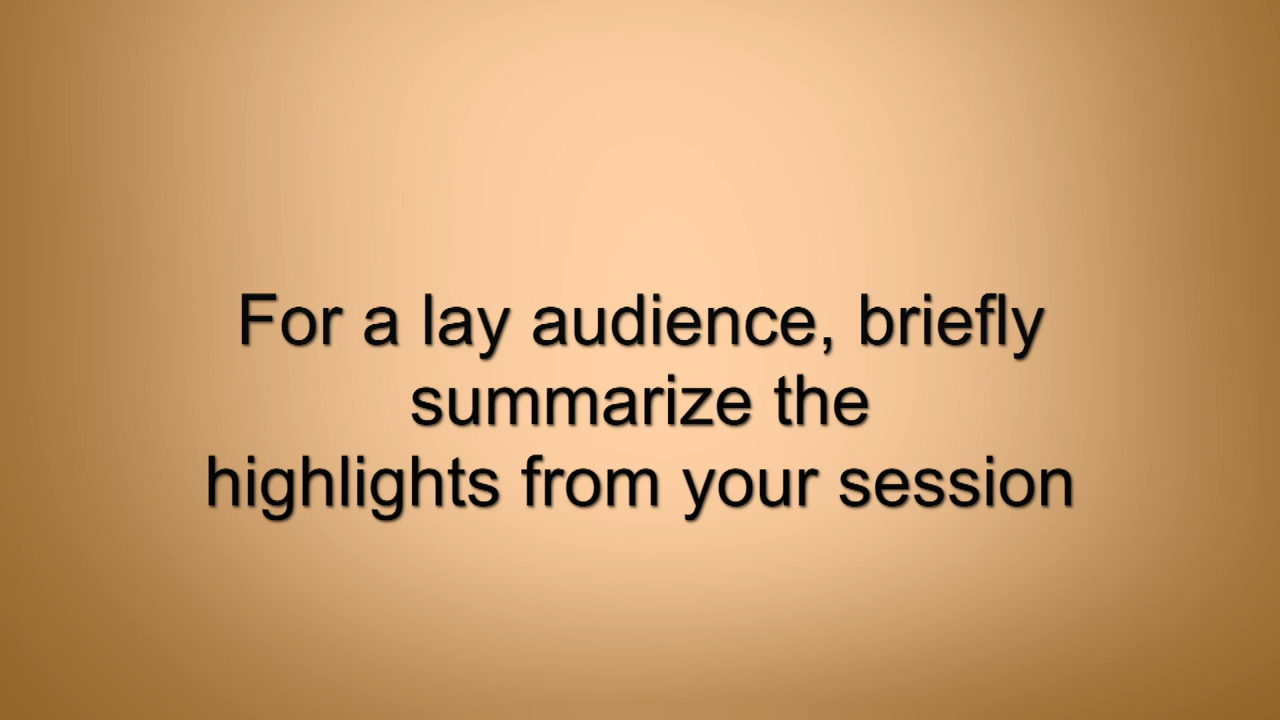 For a lay audience, briefly
summarize the
highlights from your session